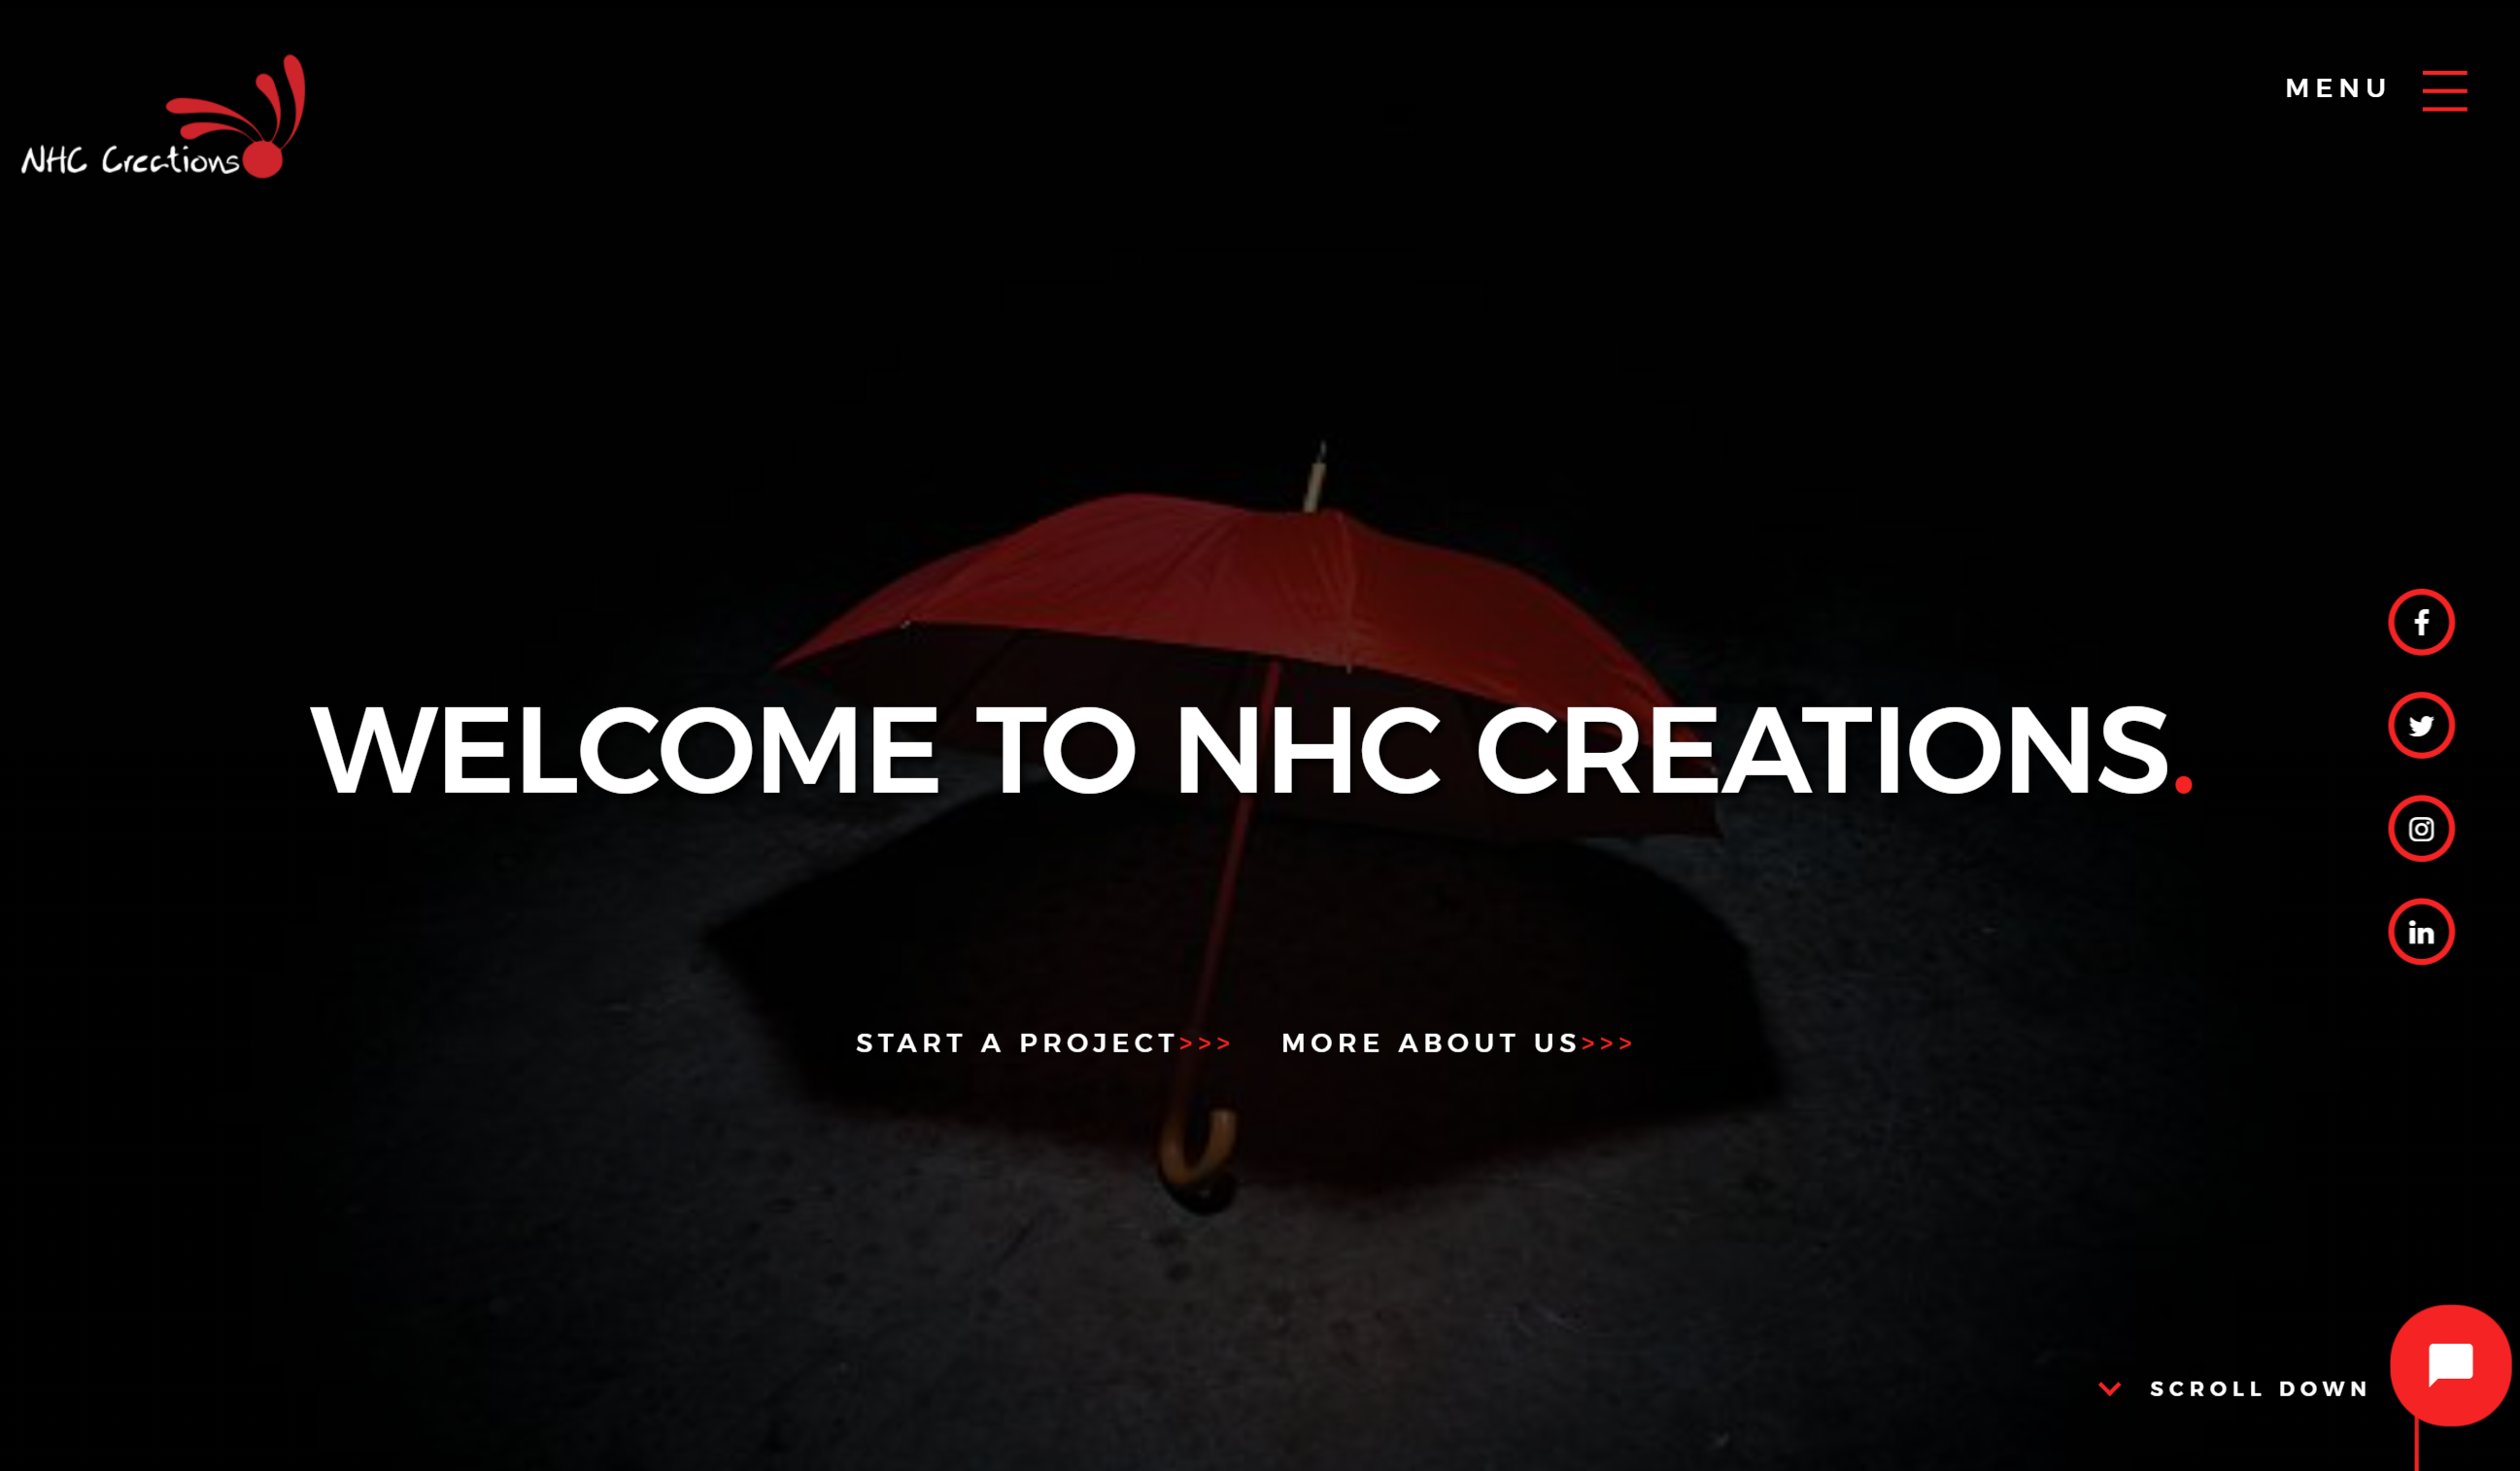 NHC Creations
MENU
WELCOME TO NHC CREATIONS.
START A PROJECT>>> MORE ABOUT US>>>
SCROLL DOWN